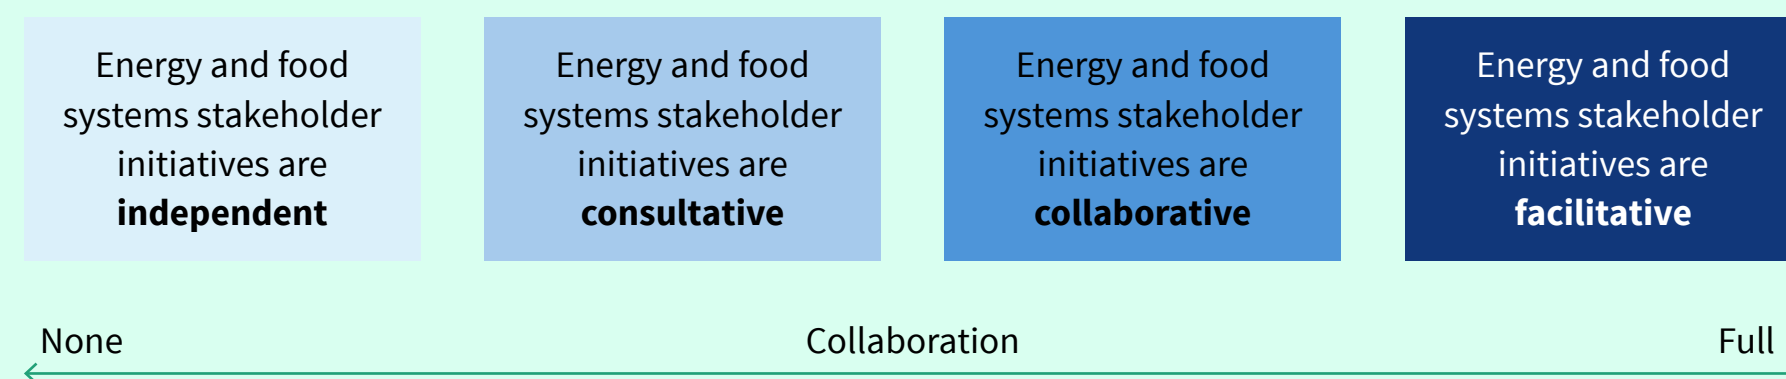 Energy and food
systems stakeholder
initiatives are
independent
Energy and food
systems stakeholder
initiatives are
consultative
Energy and food
systems stakeholder
initiatives are
collaborative
Energy and food
systems stakeholder
initiatives are
facilitative
None
Collaboration
Full